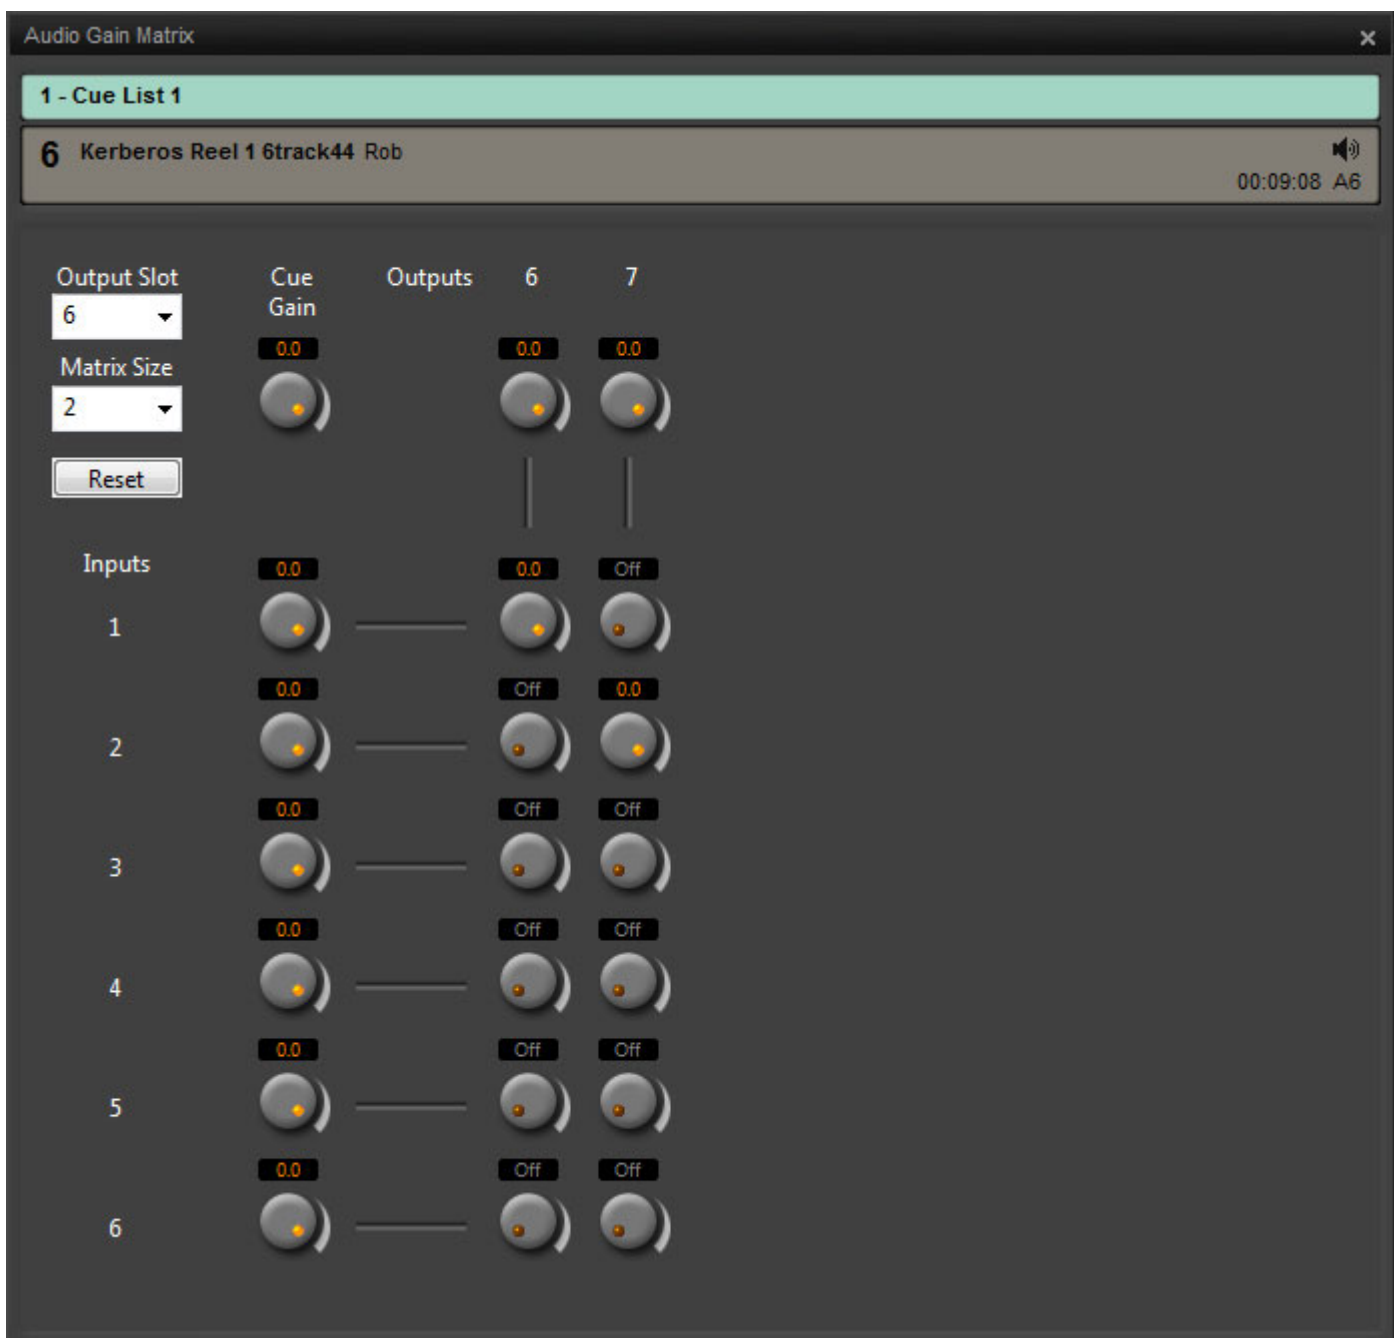 Audio Gain Matrix
1 - Cue List 1
6 Kerberos Reel 1 6track44 Rob
00:09:08 A6
Output Slot Cue Outputs 6 7
6 Gain
0.0 0.0 0.0
Matrix Size
2
Reset
Inputs 0.0 0.0 Off
1
0.0 Off 0.0
2
0.0 Off Off
3
0.0 Off Off
4
0.0 Off Off
5
0.0 Off Off
6